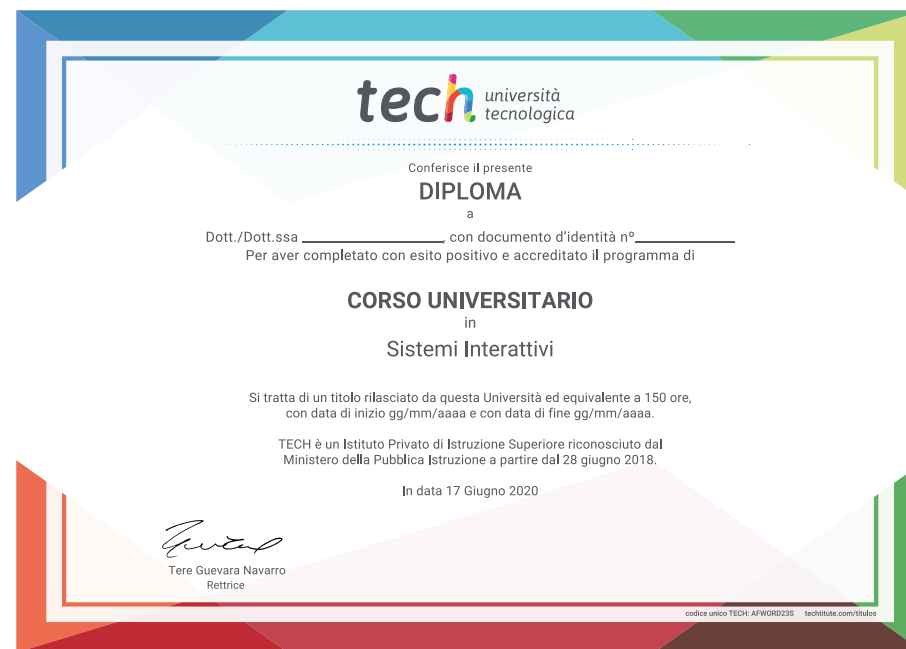 tech università
tecnologica
Conferisce il presente
DIPLOMA
a
Dott./Dott.ssa ____________________, con documento d'identità nº______________
Per aver completato con esito positivo e accreditato il programma di
CORSO UNIVERSITARIO
in
Sistemi Interattivi
Si tratta di un titolo rilasciato da questa Università ed equivalente a 150 ore,
con data di inizio gg/mm/aaaa e con data di fine gg/mm/aaaa.
TECH è un Istituto Privato di Istruzione Superiore riconosciuto dal
Ministero della Pubblica Istruzione a partire dal 28 giugno 2018.
In data 17 Giugno 2020
Tere Guevara Navarro
Rettrice
codice unico TECH: AFWORD23S techtitute.com/títulos